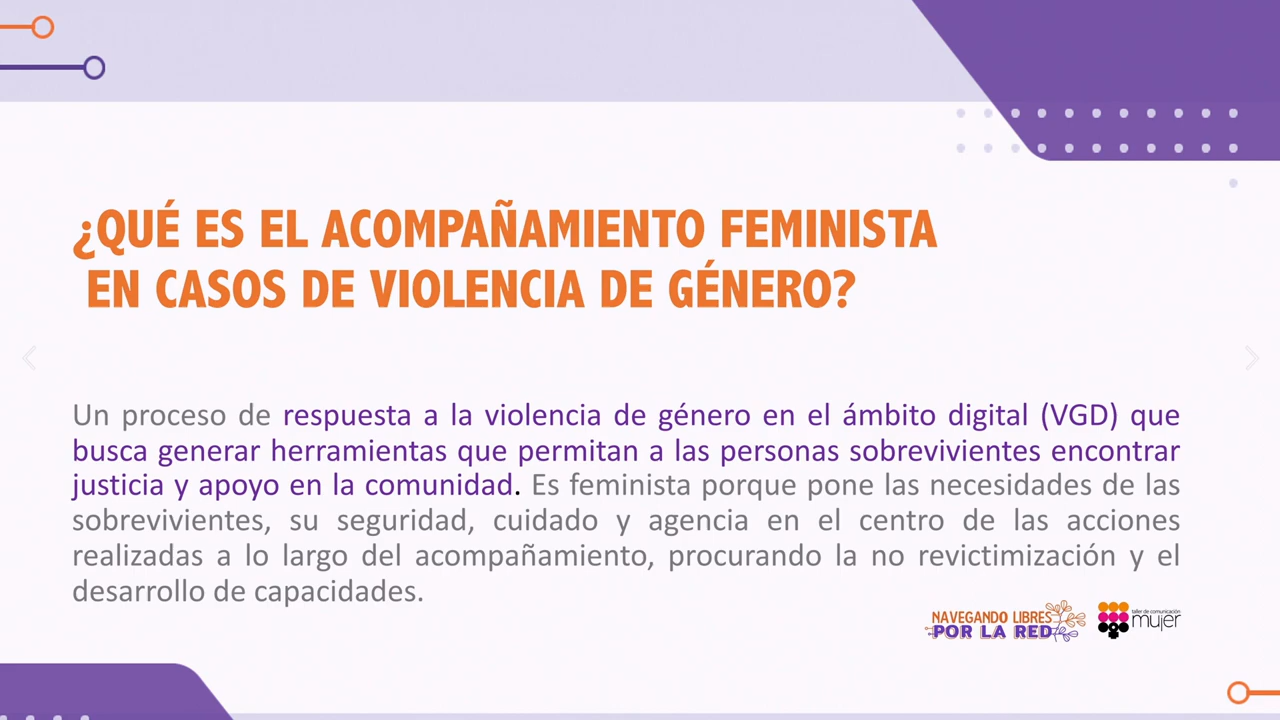 ¿QUÉ ES EL ACOMPAÑAMIENTO FEMINISTA
EN CASOS DE VIOLENCIA DE GÉNERO?
Un proceso de respuesta a la violencia de género en el ámbito digital (VGD) que
busca generar herramientas que permitan a las personas sobrevivientes encontrar
justicia y apoyo en la comunidad. Es feminista porque pone las necesidades de las
sobrevivientes, su seguridad, cuidado y agencia en el centro de las acciones
realizadas a lo largo del acompañamiento, procurando la no revictimización y el
desarrollo de capacidades.
NAVEGANDO LIBRES
POR LA RED
taller de comunicación
mujer